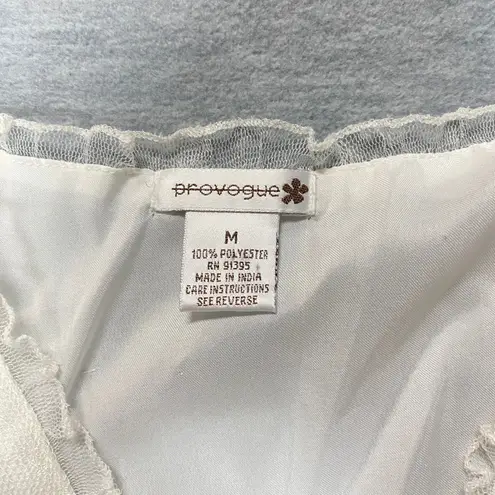 provogue
M
100% POLYESTER
RN 91395
MADE IN INDIA
CARE INSTRUCTIONS
SEE REVERSE